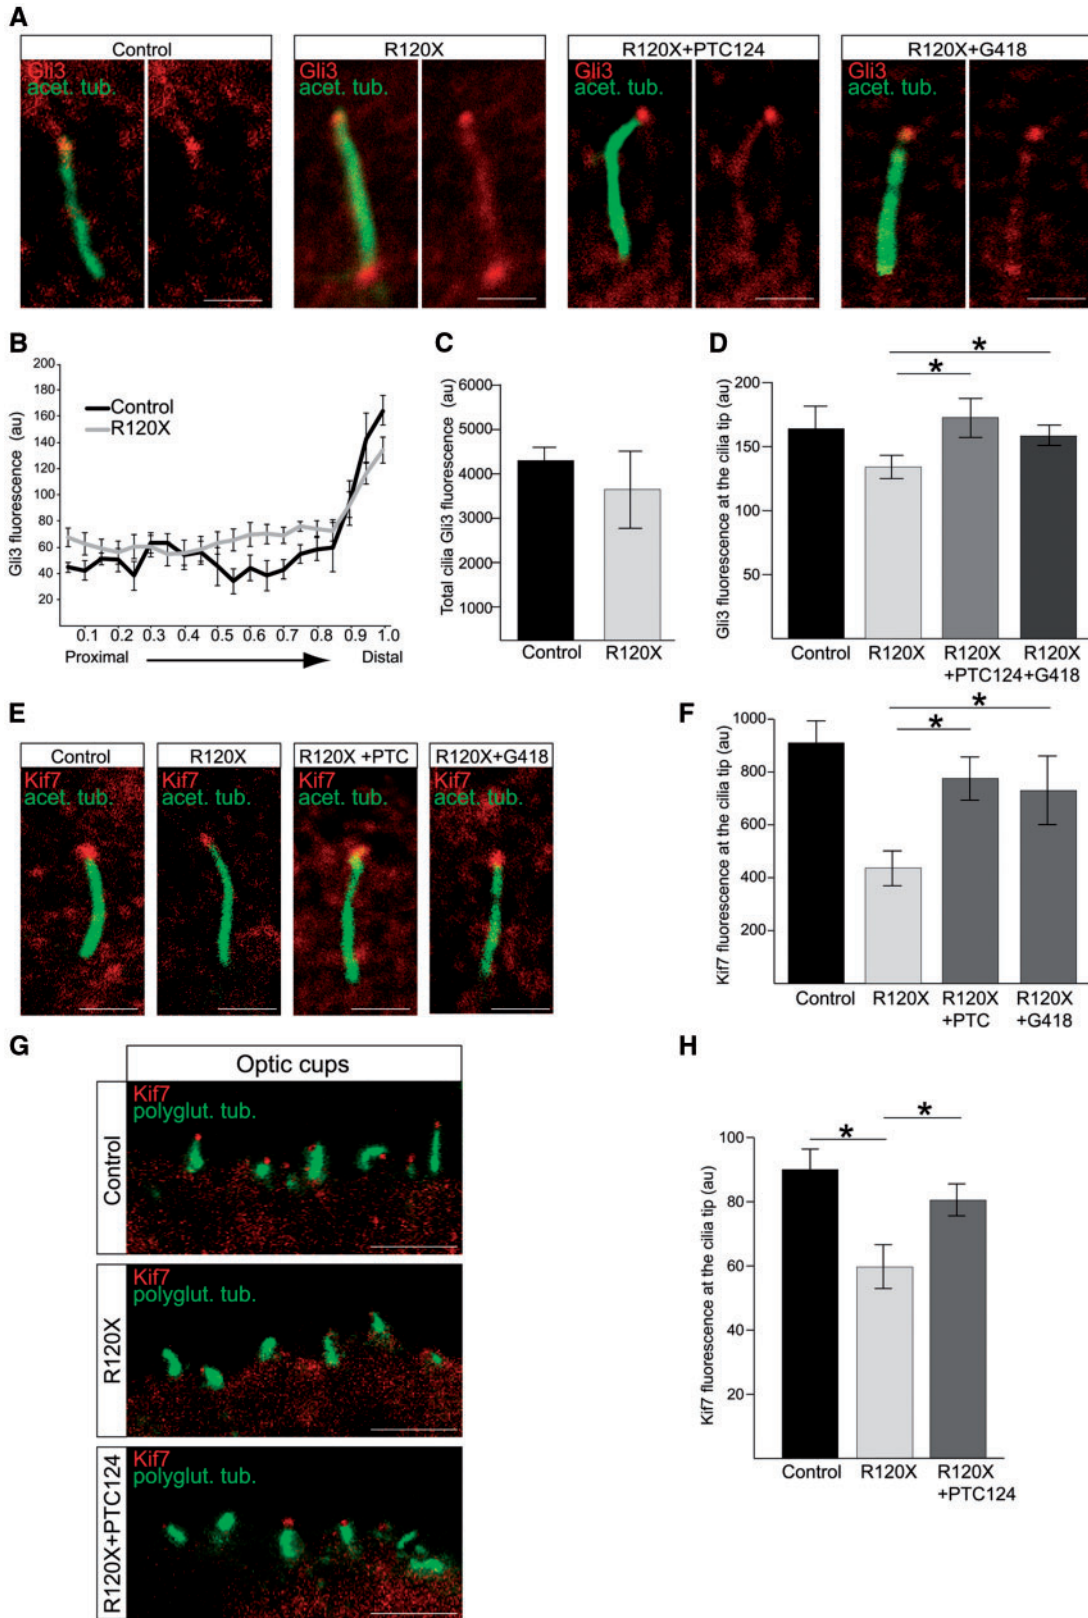 A
Control
R120X
R120X+PTC124
R120X+G418
Gli3
acet. tub.
Gli3
acet. tub.
Gli3
acet. tub.
Gli3
acet. tub.
B
Gli3 fluorescence (au)
200
180
160
140
120
100
80
60
40
20
Control
R120X
0.1 0.2 0.3 0.4 0.5 0.6 0.7 0.8 0.9 1.0
Proximal
Distal
C
Total cilia Gli3 fluorescence (au)
6000
5000
4000
3000
2000
1000
Control R120X
D
Gli3 fluorescence at the cilia tip (au)
200
150
100
50
*
*
Control R120X R120X R120X
+PTC124+G418
E
Control
R120X
R120X +PTC
R120X+G418
Kif7
acet. tub.
Kif7
acet. tub.
Kif7
acet. tub.
Kif7
acet. tub.
F
Kif7 fluorescence at the cilia tip (au)
1000
800
600
400
200
*
*
Control R120X R120X R120X
+PTC +G418
G
Optic cups
Control
Kif7
polyglut. tub.
R120X
Kif7
polyglut. tub.
R120X+PTC124
Kif7
polyglut. tub.
H
Kif7 fluorescence at the cilia tip (au)
100
80
60
40
20
*
*
Control R120X R120X
+PTC124